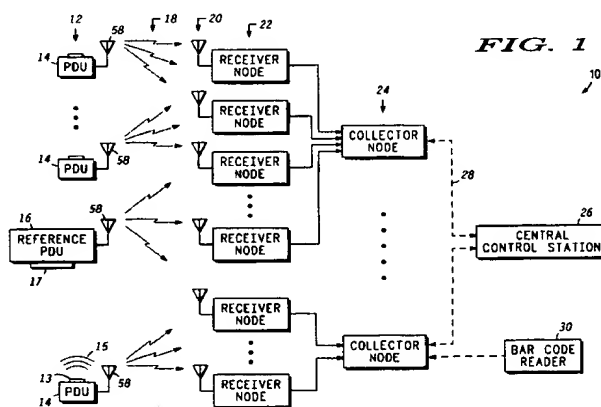 12
18
20
22
FIG. 1
58
14
PDU
RECEIVER
NODE
24
10
RECEIVER
NODE
COLLECTOR
NODE
14
PDU
58
RECEIVER
NODE
28
16
58
REFERENCE
PDU
17
RECEIVER
NODE
26
CENTRAL
CONTROL STATION
RECEIVER
NODE
15
13
14
PDU
58
COLLECTOR
NODE
30
BAR CODE
READER
RECEIVER
NODE